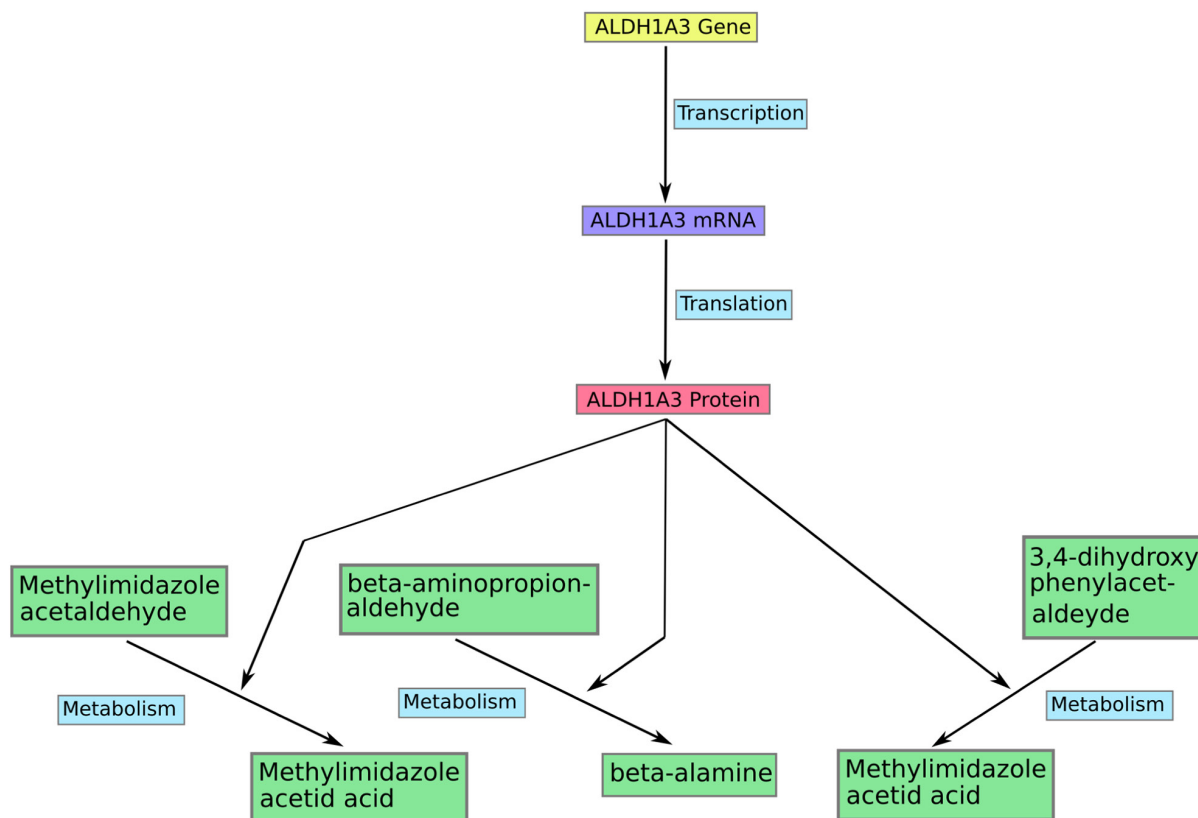 ALDH1A3 Gene
Transcription
ALDH1A3 mRNA
Translation
ALDH1A3 Protein
Methylimidazole
acetaldehyde
beta-aminopropion-
aldehyde
3,4-dihydroxy
phenylacet-
aldeyde
Metabolism
Metabolism
Metabolism
Methylimidazole
acetid acid
beta-alamine
Methylimidazole
acetid acid